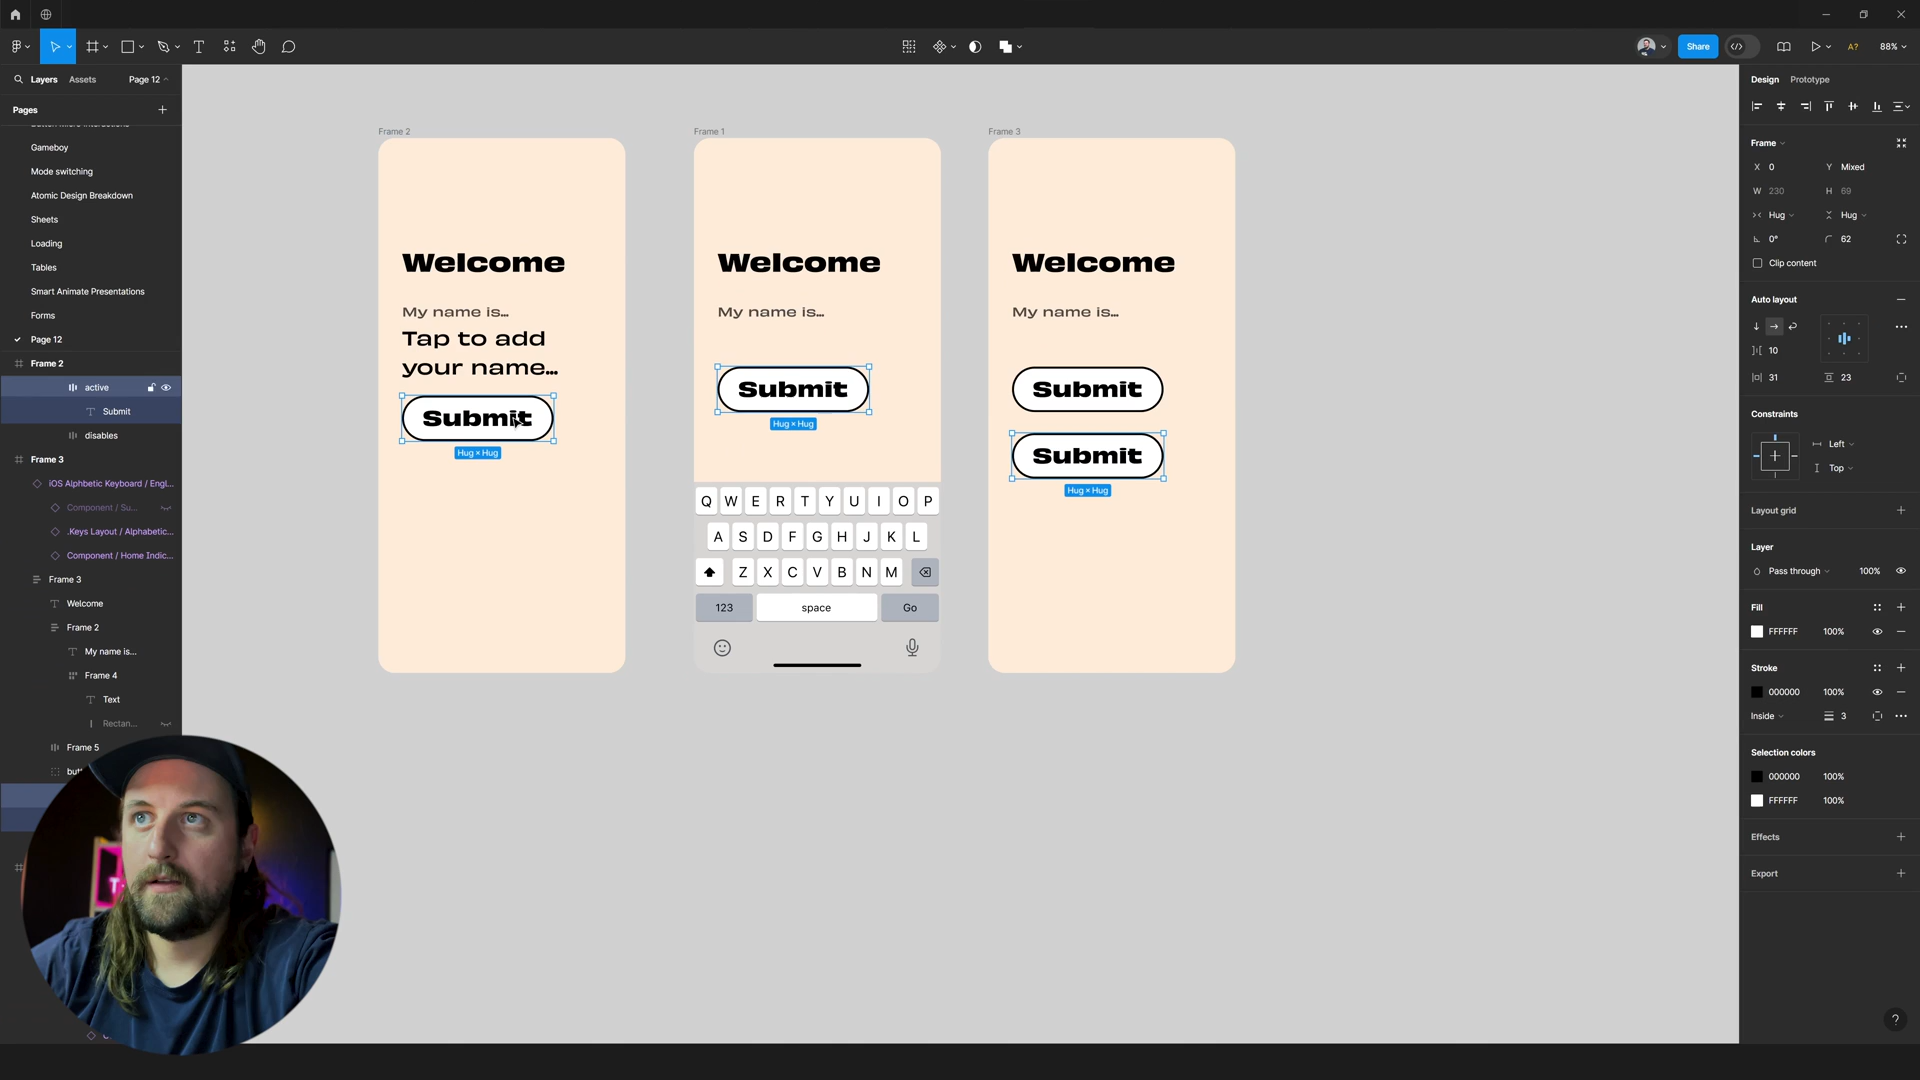 Share
A?
88%
Layers
Assets
Page 12
Pages
Gameboy
Mode switching
Atomic Design Breakdown
Sheets
Loading
Tables
Smart Animate Presentations
Forms
Page 12
Frame 2
active
Submit
disables
Frame 3
iOS Alphbetic Keyboard / Engl...
Component / Su...
.Keys Layout / Alphabetic...
Component / Home Indic...
Frame 3
Welcome
Frame 2
My name is...
Frame 4
Text
Rectan...
Frame 5
Frame 2
Welcome
My name is...
Tap to add
your name...
Submit
Hug × Hug
Frame 1
Welcome
My name is...
Submit
Hug × Hug
Q W E R T Y U I O P
A S D F G H J K L
Z X C V B N M
123 space Go
Frame 3
Welcome
My name is...
Submit
Submit
Hug × Hug
Design
Prototype
Frame
X 0 Y Mixed
W 230 H 69
Hug Hug
0° 62
Clip content
Auto layout
10
31 23
Constraints
Left
Top
Layout grid
Layer
Pass through 100%
Fill
FFFFFF 100%
Stroke
000000 100%
Inside 3
Selection colors
000000 100%
FFFFFF 100%
Effects
Export
?